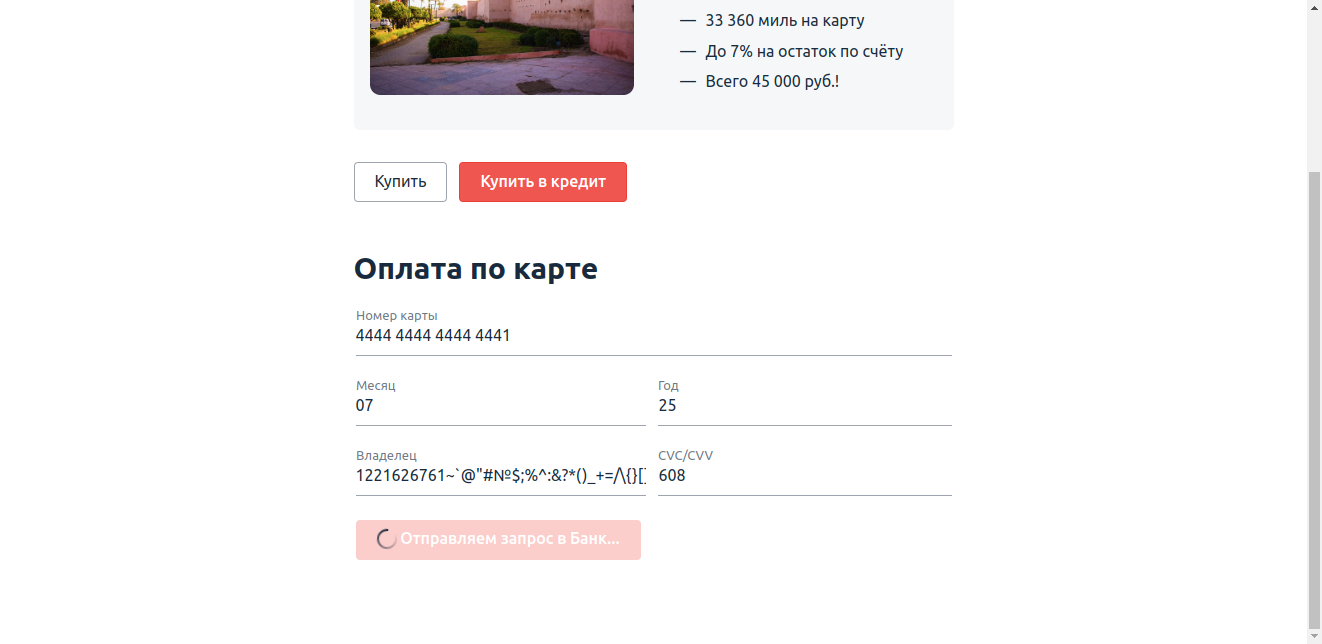 — 33 360 миль на карту
— До 7% на остаток по счёту
— Всего 45 000 руб.!
Купить
Купить в кредит
Оплата по карте
Номер карты
4444 4444 4444 4441
Месяц
07
Год
25
Владелец
1221626761~`@"#№$;%^:&?*()_+=/\{}[]
CVC/CVV
608
Отправляем запрос в Банк...